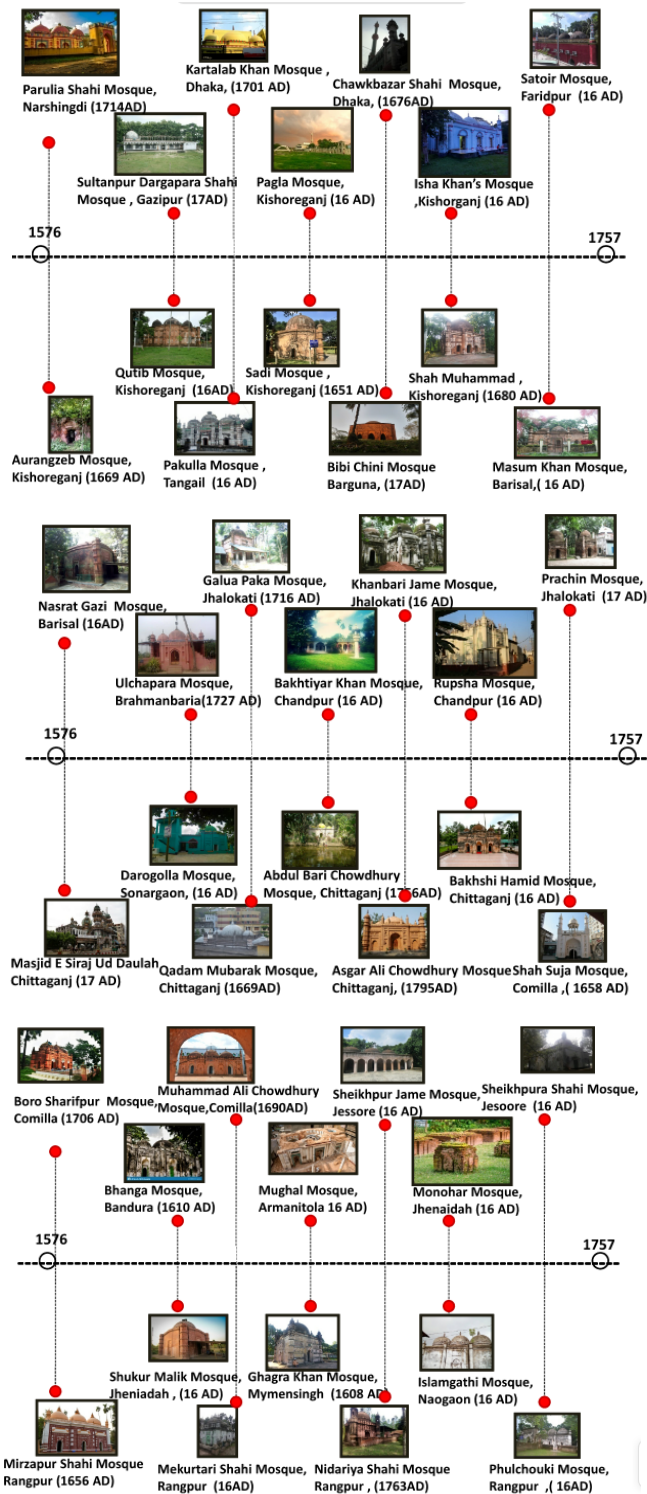 Parulia Shahi Mosque,
Narshingdi (1714AD)
Kartalab Khan Mosque ,
Dhaka, (1701 AD)
Chawkbazar Shahi Mosque,
Dhaka, (1676AD)
Satoir Mosque,
Faridpur (16 AD)
Sultanpur Dargapara Shahi
Mosque , Gazipur (17AD)
Pagla Mosque,
Kishoreganj (16 AD)
Isha Khan's Mosque
,Kishorganj (16 AD)
1576
1757
Qutib Mosque,
Kishoreganj (16AD)
Sadi Mosque ,
Kishoreganj (1651 AD)
Shah Muhammad ,
Kishoreganj (1680 AD)
Aurangzeb Mosque,
Kishoreganj (1669 AD)
Pakulla Mosque ,
Tangail (16 AD)
Bibi Chini Mosque
Barguna, (17AD)
Masum Khan Mosque,
Barisal,( 16 AD)
Nasrat Gazi Mosque,
Barisal (16AD)
Galua Paka Mosque,
Jhalokati (1716 AD)
Khanbari Jame Mosque,
Jhalokati (16 AD)
Prachin Mosque,
Jhalokati (17 AD)
Ulchapara Mosque,
Brahmanbaria(1727 AD)
Bakhtiyar Khan Mosque,
Chandpur (16 AD)
Rupsha Mosque,
Chandpur (16 AD)
1576
1757
Darogolla Mosque,
Sonargaon, (16 AD)
Abdul Bari Chowdhury
Mosque, Chittaganj
Bakhshi Hamid Mosque,
Chittaganj (16 AD)
Masjid E Siraj Ud Daulah,
Chittaganj (17 AD)
Qadam Mubarak Mosque,
Chittaganj (1669AD)
Asgar Ali Chowdhury Mosque
Chittaganj, (1795AD)
Shah Suja Mosque,
Comilla ,( 1658 AD)
Boro Sharifpur Mosque,
Comilla (1706 AD)
Muhammad Ali Chowdhury
Mosque,Comilla(1690AD)
Sheikhpur Jame Mosque,
Jessore (16 AD)
Sheikhpura Shahi Mosque,
Jesoore (16 AD)
Bhanga Mosque,
Bandura (1610 AD)
Mughal Mosque,
Armanitola 16 AD)
Monohar Mosque,
Jhenaidah (16 AD)
1576
1757
Shukur Malik Mosque,
Jheniadah , (16 AD)
Ghagra Khan Mosque,
Mymensingh (1608 AD)
Islamgathi Mosque,
Naogaon (16 AD)
Mirzapur Shahi Mosque
Rangpur (1656 AD)
Mekurtari Shahi Mosque,
Rangpur (16AD)
Nidariya Shahi Mosque
Rangpur , (1763AD)
Phulchouki Mosque,
Rangpur ,( 16AD)